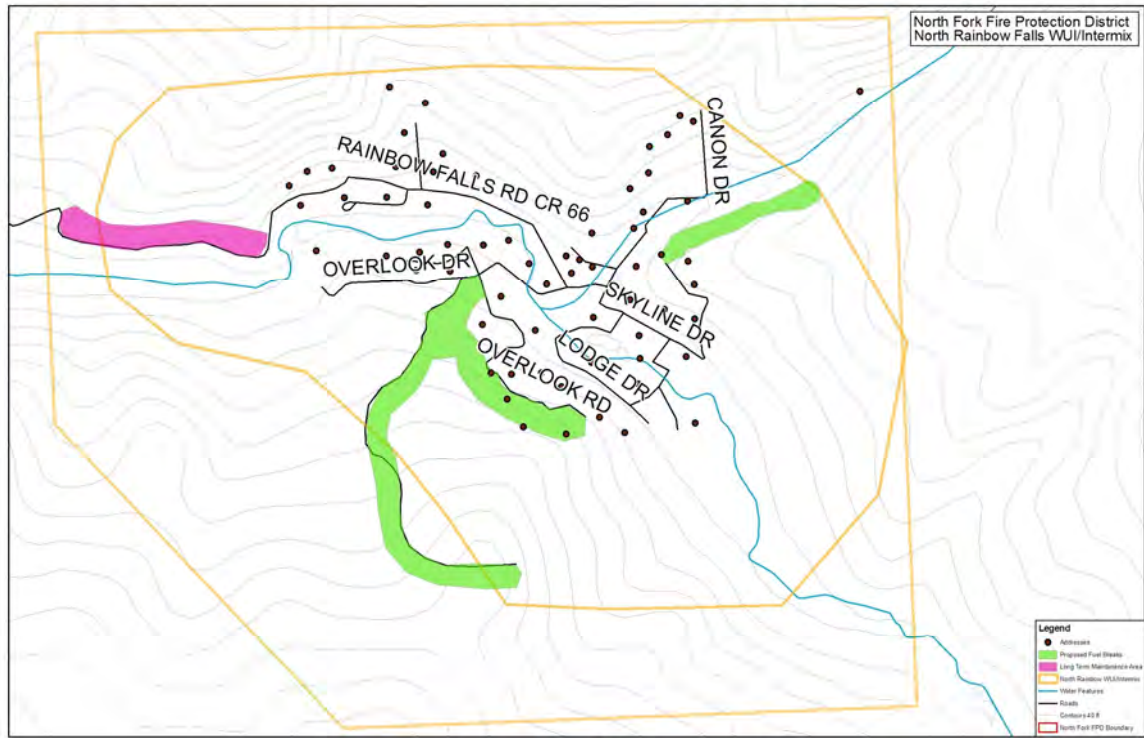 North Fork Fire Protection District
North Rainbow Falls WUI/Intermix
CANON DR
RAINBOW FALLS RD CR 66
OVERLOOK DR
SKYLINE DR
LODGE DR
OVERLOOK RD
Legend
Addresses
Proposed Fuel Breaks
Long Term Maintenance Area
North Rainbow WUI/Intermix
Water Features
Roads
Contours 40 ft
North Fork FPD Boundary